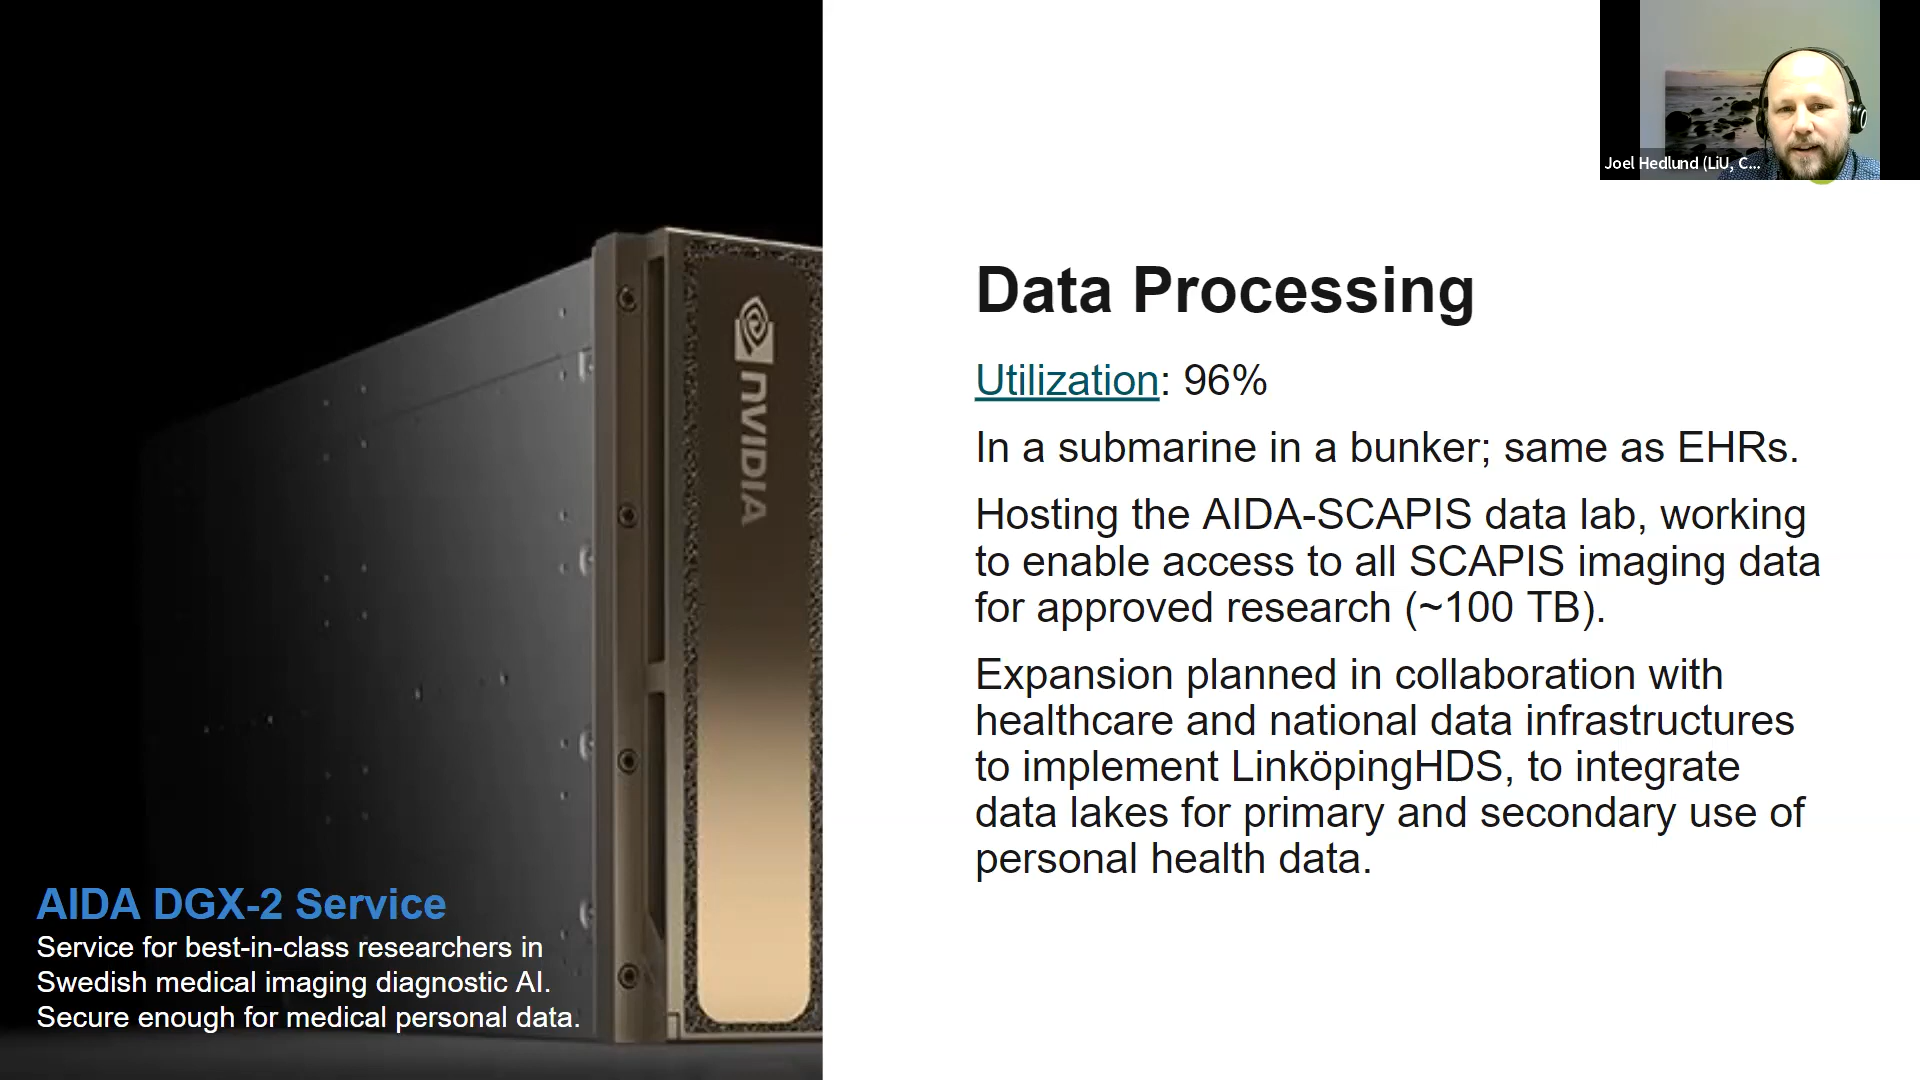 Joel Hedlund (LiU, C...
NVIDIA
Data Processing
Utilization: 96%
In a submarine in a bunker; same as EHRs.
Hosting the AIDA-SCAPIS data lab, working
to enable access to all SCAPIS imaging data
for approved research (~100 TB).
Expansion planned in collaboration with
healthcare and national data infrastructures
to implement LinköpingHDS, to integrate
data lakes for primary and secondary use of
personal health data.
AIDA DGX-2 Service
Service for best-in-class researchers in
Swedish medical imaging diagnostic AI.
Secure enough for medical personal data.